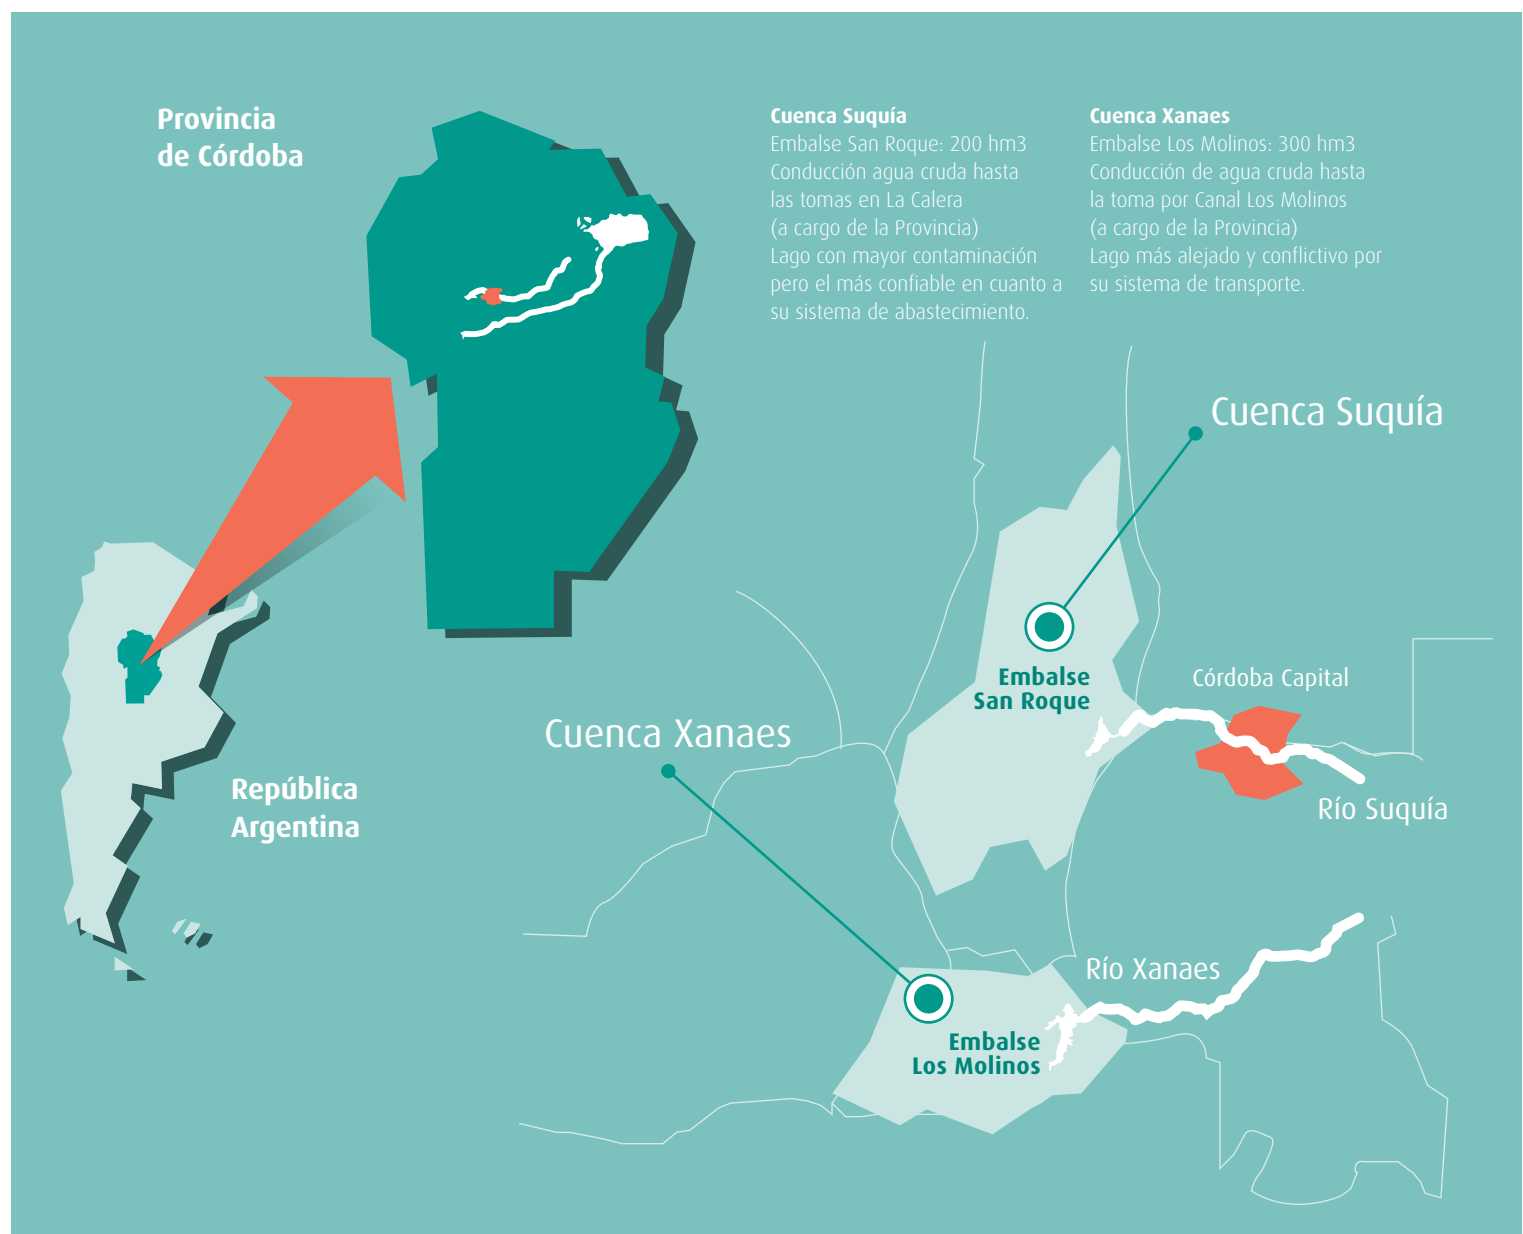 Provincia
de Córdoba
Cuenca Suquía
Embalse San Roque: 200 hm3
Conducción agua cruda hasta
las tomas en La Calera
(a cargo de la Provincia)
Lago con mayor contaminación
pero el más confiable en cuanto a
su sistema de abastecimiento.
Cuenca Xanaes
Embalse Los Molinos: 300 hm3
Conducción de agua cruda hasta
la toma por Canal Los Molinos
(a cargo de la Provincia)
Lago más alejado y conflictivo por
su sistema de transporte.
Cuenca Suquía
Embalse
San Roque
Córdoba Capital
Cuenca Xanaes
República
Argentina
Río Suquía
Río Xanaes
Embalse
Los Molinos